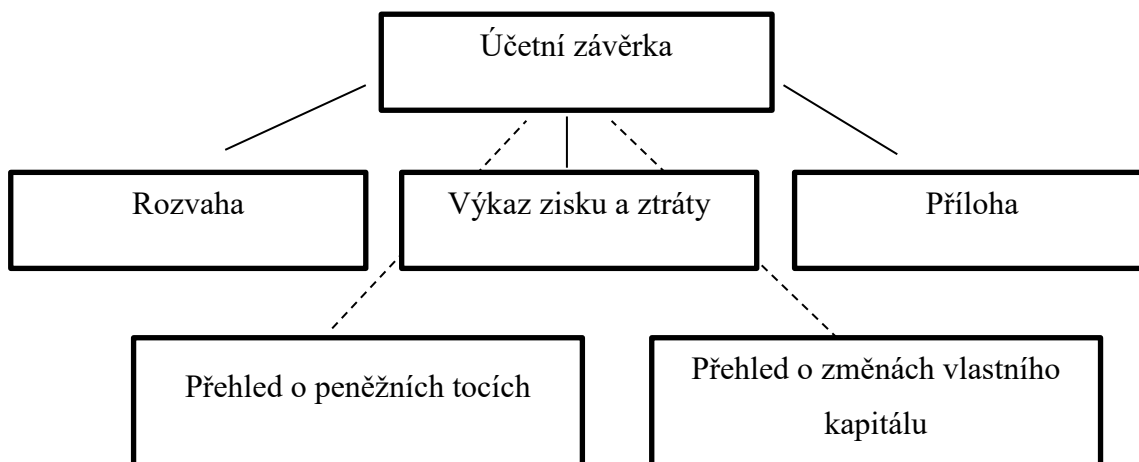 Účetní závěrka
Rozvaha
Výkaz zisku a ztráty
Příloha
Přehled o peněžních tocích
Přehled o změnách vlastního
kapitálu